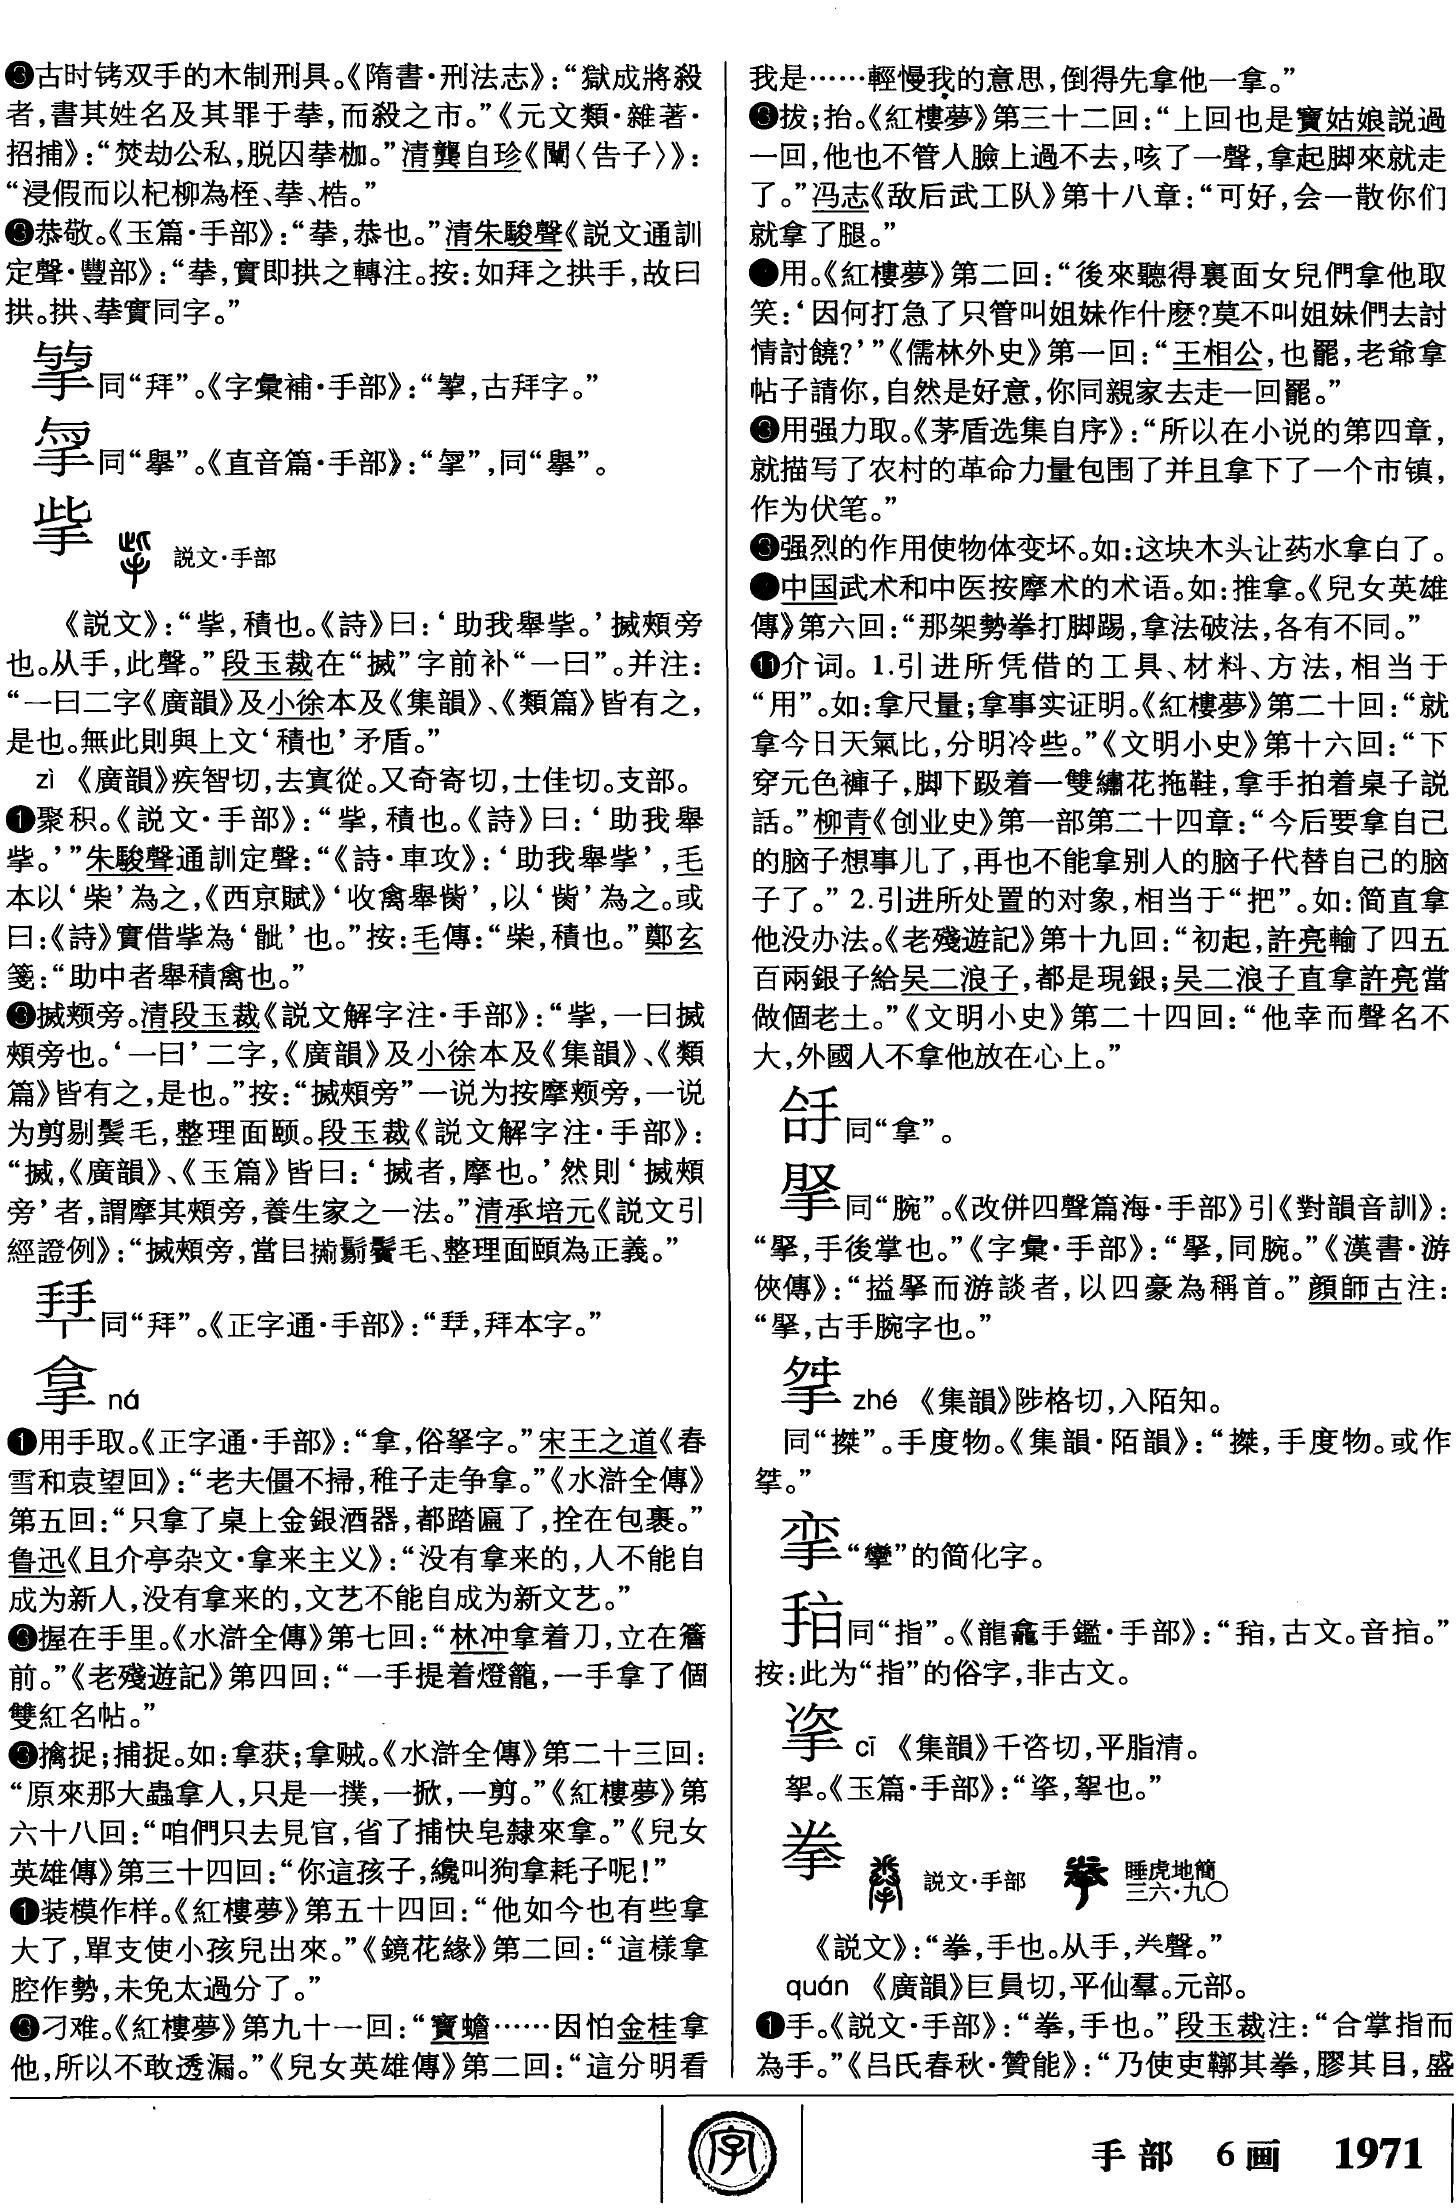 古时铐双手的木制刑具。《隋書·刑法志》：“獄成將殺
者，書其姓名及其罪于拲，而殺之市。”《元文類·雜著·
招捕》：“焚劫公私，脱囚拲枷。”清龔自珍《闡〈告子〉》：
“浸假而以杞柳為桎、拲、梏。”
恭敬。《玉篇·手部》：“拲，恭也。”清朱駿聲《説文通訓
定聲·豐部》：“拲，實即拱之轉注。按：如拜之拱手，故曰
拱。拱、拲實同字。”
同“拜”。《字彙補·手部》：“，古拜字。”
同“舉”。《直音篇·手部》：“”，同“舉”。
㧘 説文·手部
《説文》：“㧘，積也。《詩》曰：‘助我舉㧘。’搣頰旁
也。从手，此聲。”段玉裁在“搣”字前补“一曰”。并注：
“一曰二字《廣韻》及小徐本及《集韻》、《類篇》皆有之，
是也。無此則與上文‘積也’矛盾。”
zì 《廣韻》疾智切，去寘從。又奇寄切，士佳切。支部。
❶聚积。《説文·手部》：“㧘，積也。《詩》曰：‘助我舉
㧘。’”朱駿聲通訓定聲：“《詩·車攻》：‘助我舉㧘’，毛
本以‘柴’為之，《西京賦》‘收禽舉胔’，以‘胔’為之。或
曰：《詩》實借㧘為‘骴’也。”按：毛傳：“柴，積也。”鄭玄
箋：“助中者舉積禽也。”
搣颊旁。清段玉裁《説文解字注·手部》：“㧘，一曰搣
頰旁也。‘一曰’二字，《廣韻》及小徐本及《集韻》、《類
篇》皆有之，是也。”按：“搣頰旁”一说为按摩颊旁，一说
为剪剔鬓毛，整理面颐。段玉裁《説文解字注·手部》：
“搣，《廣韻》、《玉篇》皆曰：‘搣者，摩也。’然則‘搣頰
旁’者，謂摩其頰旁，養生家之一法。”清承培元《説文引
經證例》：“搣頰旁，當㠯揃鬄鬢毛、整理面頤為正義。”
同“拜”。《正字通·手部》：“，拜本字。”
拿 ná
❶用手取。《正字通·手部》：“拿，俗拏字。”宋王之道《春
雪和袁望回》：“老夫僵不掃，稚子走争拿。”《水滸全傳》
第五回：“只拿了桌上金銀酒器，都踏匾了，拴在包裹。”
鲁迅《且介亭杂文·拿来主义》：“没有拿来的，人不能自
成为新人，没有拿来的，文艺不能自成为新文艺。”
握在手里。《水滸全傳》第七回：“林冲拿着刀，立在簷
前。”《老殘遊記》第四回：“一手提着燈籠，一手拿了個
雙紅名帖。”
擒捉；捕捉。如：拿获；拿贼。《水滸全傳》第二十三回：
“原來那大蟲拿人，只是一撲，一掀，一剪。”《紅樓夢》第
六十八回：“咱們只去見官，省了捕快皂隸來拿。”《兒女
英雄傳》第三十四回：“你這孩子，纔叫狗拿耗子呢！”
装模作样。《紅樓夢》第五十四回：“他如今也有些拿
大了，單支使小孩兒出來。”《鏡花緣》第二回：“這樣拿
腔作勢，未免太過分了。”
刁难。《紅樓夢》第九十一回：“寶蟾……因怕金桂拿
他，所以不敢透漏。”《兒女英雄傳》第二回：“這分明看
我是……輕慢我的意思，倒得先拿他一拿。”
拔；抬。《紅樓夢》第三十二回：“上回也是寶姑娘説過
一回，他也不管人臉上過不去，咳了一聲，拿起脚來就走
了。”冯志《敌后武工队》第十八章：“可好，会一散你们
就拿了腿。”
用。《紅樓夢》第二回：“後來聽得裏面女兒們拿他取
笑：‘因何打急了只管叫姐妹作什麽？莫不叫姐妹們去討
情討饒？’”《儒林外史》第一回：“王相公，也罷，老爺拿
帖子請你，自然是好意，你同親家去走一回罷。”
用强力取。《茅盾选集自序》：“所以在小说的第四章，
就描写了农村的革命力量包围了并且拿下了一个市镇，
作为伏笔。”
强烈的作用使物体变坏。如：这块木头让药水拿白了。
中国武术和中医按摩术的术语。如：推拿。《兒女英雄
傳》第六回：“那架勢拳打脚踢，拿法破法，各有不同。”
⓫介词。1.引进所凭借的工具、材料、方法，相当于
“用”。如：拿尺量；拿事实证明。《紅樓夢》第二十回：“就
拿今日天氣比，分明冷些。”《文明小史》第十六回：“下
穿元色褲子，脚下趿着一雙繡花拖鞋，拿手拍着桌子説
話。”柳青《创业史》第一部第二十四章：“今后要拿自己
的脑子想事儿了，再也不能拿别人的脑子代替自己的脑
子了。”2.引进所处置的对象，相当于“把”。如：简直拿
他没办法。《老殘遊記》第十九回：“初起，許亮輸了四五
百兩銀子給吴二浪子，都是現銀；吴二浪子直拿許亮當
做個老土。”《文明小史》第二十四回：“他幸而聲名不
大，外國人不拿他放在心上。”
同“拿”。
掔同“腕”。《改併四聲篇海·手部》引《對韻音訓》：
“掔，手後掌也。”《字彙·手部》：“掔，同腕。”《漢書·游
俠傳》：“搤掔而游談者，以四豪為稱首。”顔師古注：
“掔，古手腕字也。”
zhé 《集韻》陟格切，入陌知。
同“搩”。手度物。《集韻·陌韻》：“搩，手度物。或作
。”
挛“攣”的简化字。
同“指”。《龍龕手鑑·手部》：“，古文。音指。”
按：此为“指”的俗字，非古文。
cī 《集韻》千咨切，平脂清。
挐。《玉篇·手部》：“，挐也。”
拳 説文·手部 睡虎地簡
三六·九〇
《説文》：“拳，手也。从手，𠔉聲。”
quán 《廣韻》巨員切，平仙羣。元部。
❶手。《説文·手部》：“拳，手也。”段玉裁注：“合掌指而
為手。”《吕氏春秋·贊能》：“乃使吏鞹其拳，膠其目，盛
字
手部 6画 1971